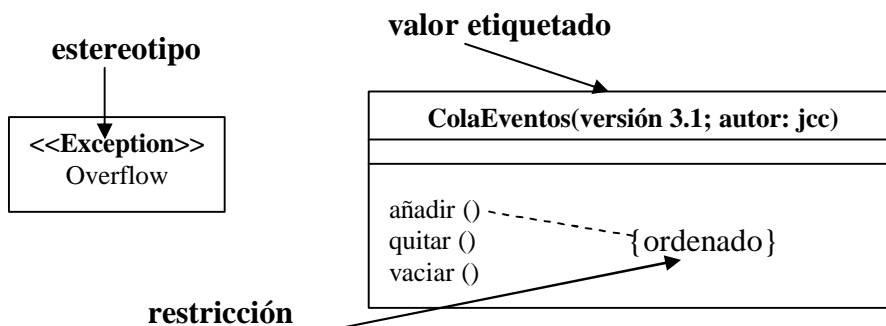 estereotipo
valor etiquetado
<<Exception>>
Overflow
ColaEventos(versión 3.1; autor: jcc)
añadir ()
quitar ()
vaciar ()
{ordenado}
restricción